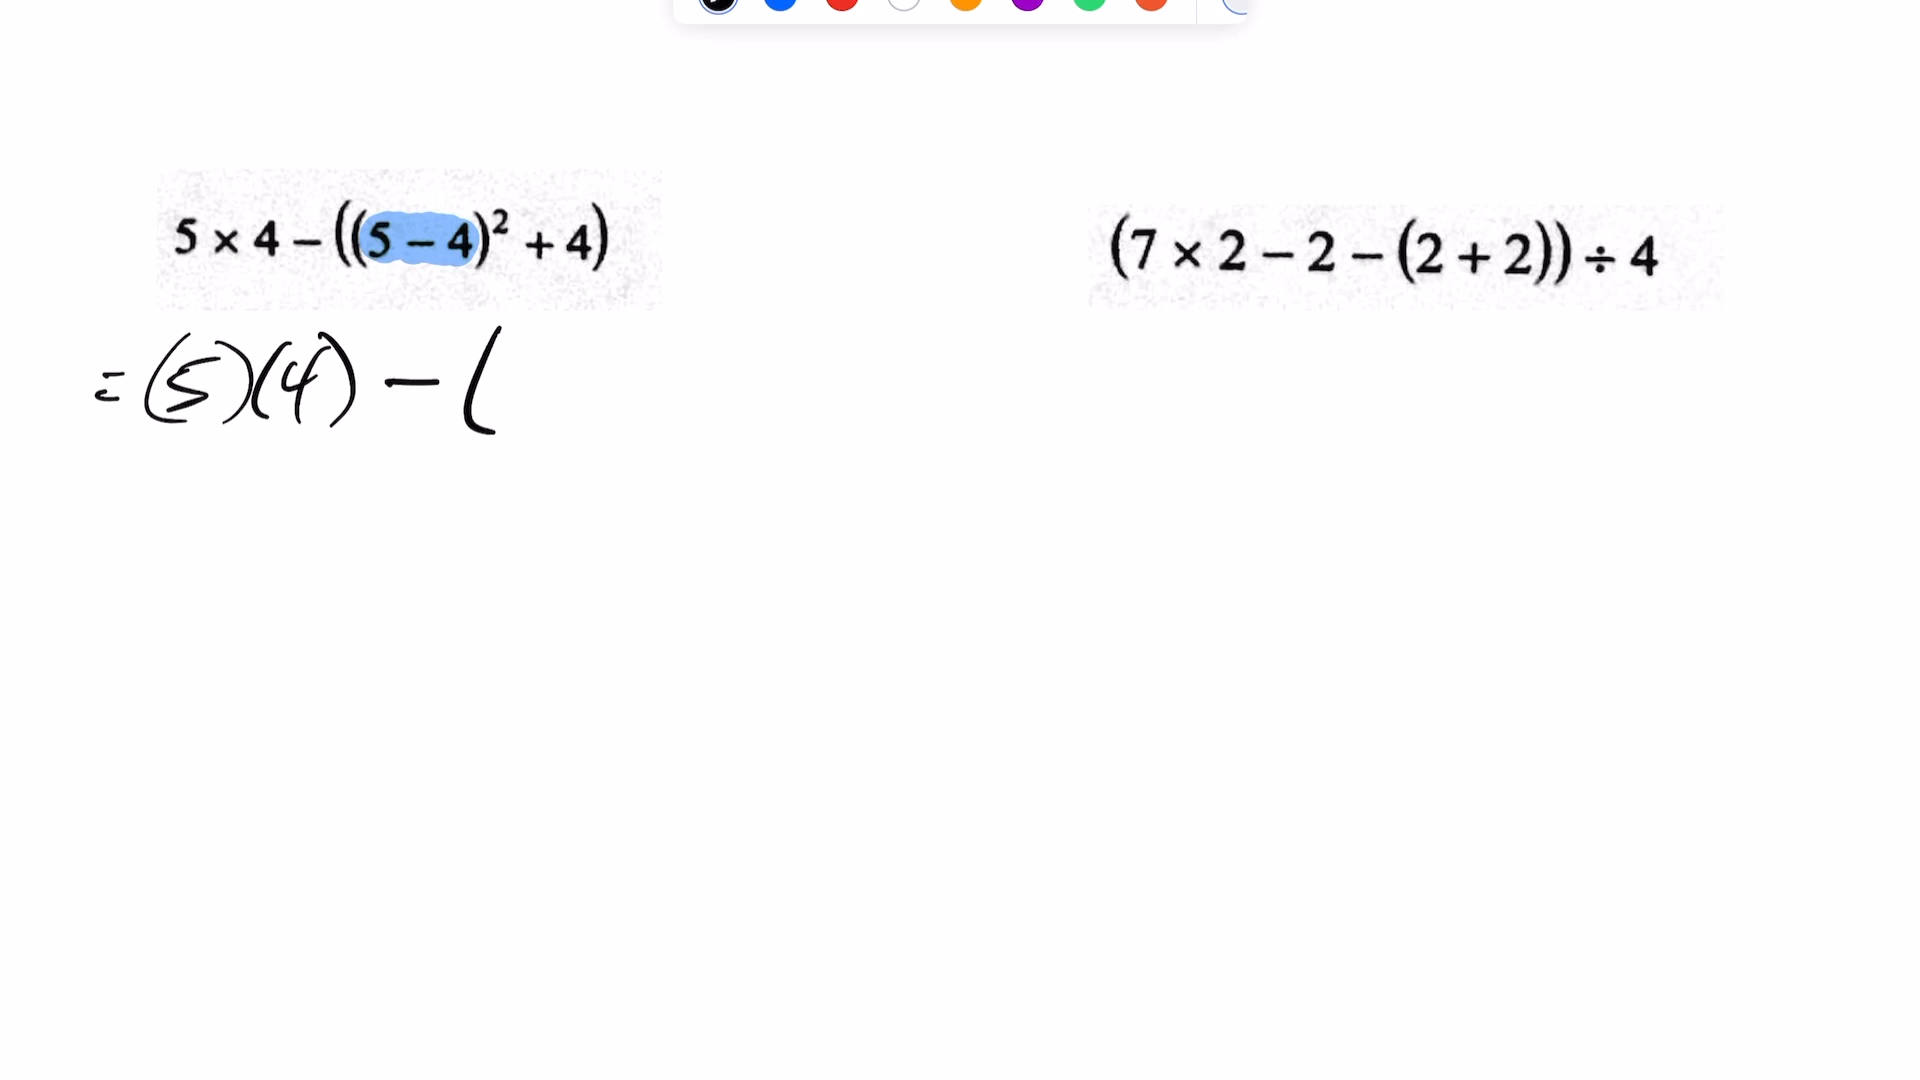 5 × 4 − ((5 − 4)² + 4)
= (5)(4) − (
(7 × 2 − 2 − (2 + 2)) ÷ 4